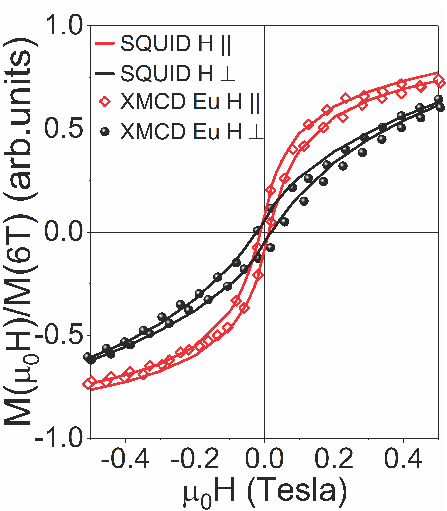 M(μ₀H)/M(6T) (arb.units)
1.0
0.5
0.0
-0.5
-1.0
SQUID H ||
SQUID H ⊥
XMCD Eu H ||
XMCD Eu H ⊥
-0.4 -0.2 0.0 0.2 0.4
μ₀H (Tesla)